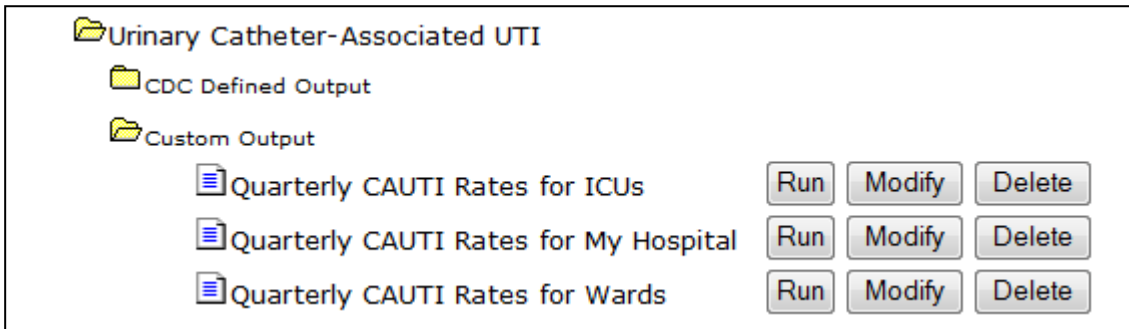 Urinary Catheter-Associated UTI
CDC Defined Output
Custom Output
Quarterly CAUTI Rates for ICUs Run Modify Delete
Quarterly CAUTI Rates for My Hospital Run Modify Delete
Quarterly CAUTI Rates for Wards Run Modify Delete